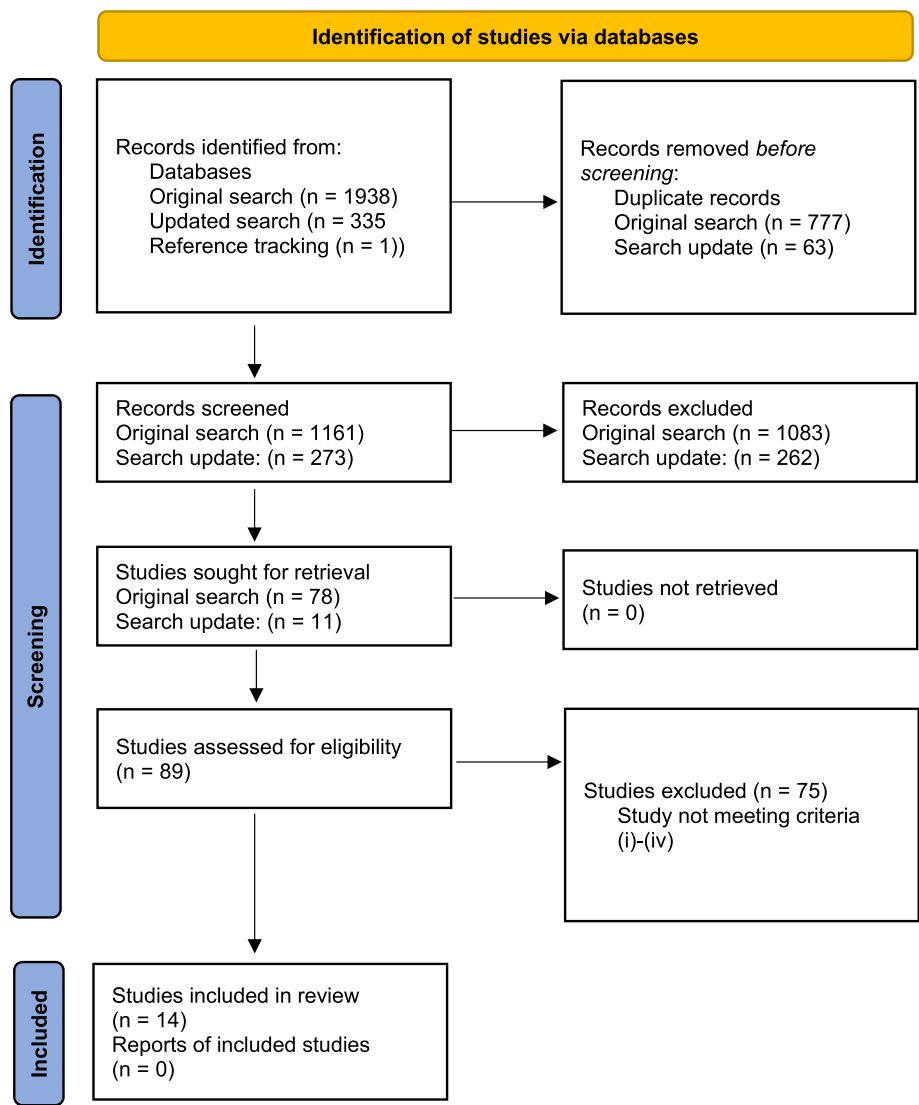 Identification of studies via databases
Identification
Records identified from:
Databases
Original search (n = 1938)
Updated search (n = 335
Reference tracking (n = 1))
Records removed before
screening:
Duplicate records
Original search (n = 777)
Search update (n = 63)
Screening
Records screened
Original search (n = 1161)
Search update: (n = 273)
Records excluded
Original search (n = 1083)
Search update: (n = 262)
Studies sought for retrieval
Original search (n = 78)
Search update: (n = 11)
Studies not retrieved
(n = 0)
Studies assessed for eligibility
(n = 89)
Studies excluded (n = 75)
Study not meeting criteria
(i)-(iv)
Included
Studies included in review
(n = 14)
Reports of included studies
(n = 0)